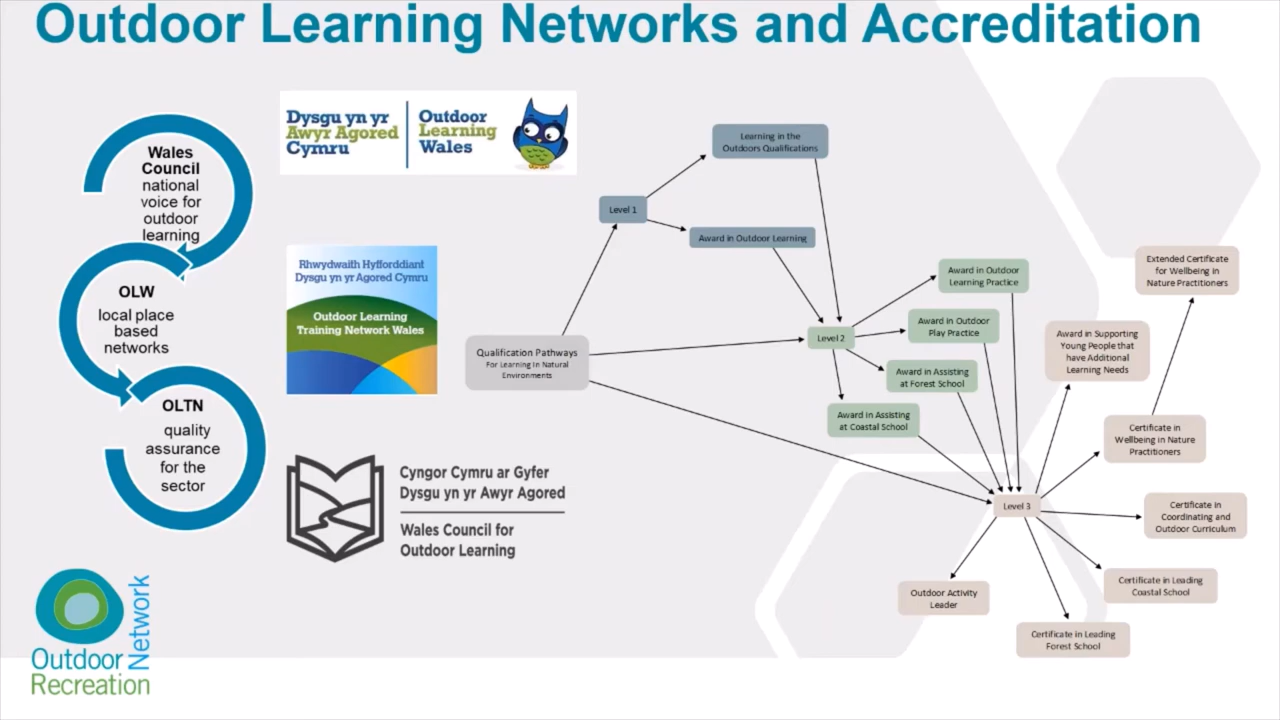 Outdoor Learning Networks and Accreditation
Wales
Council
national
voice for
outdoor
learning
OLW
local place
based
networks
OLTN
quality
assurance
for the
sector
Dysgu yn yr
Awyr Agored
Cymru
Outdoor
Learning
Wales
Rhwydwaith Hyfforddiant
Dysgu yn yr Agored Cymru
Outdoor Learning
Training Network Wales
Cyngor Cymru ar Gyfer
Dysgu yn yr Awyr Agored
Wales Council for
Outdoor Learning
Qualification Pathways
For Learning In Natural
Environments
Level 1
Learning in the
Outdoors Qualifications
Award in Outdoor Learning
Level 2
Award in Outdoor
Learning Practice
Award in Outdoor
Play Practice
Award in Assisting
at Forest School
Award in Assisting
at Coastal School
Level 3
Extended Certificate
for Wellbeing in
Nature Practitioners
Award in Supporting
Young People that
have Additional
Learning Needs
Certificate in
Wellbeing in Nature
Practitioners
Certificate in
Coordinating and
Outdoor Curriculum
Certificate in Leading
Coastal School
Certificate in Leading
Forest School
Outdoor Activity
Leader
Outdoor
Recreation
Network